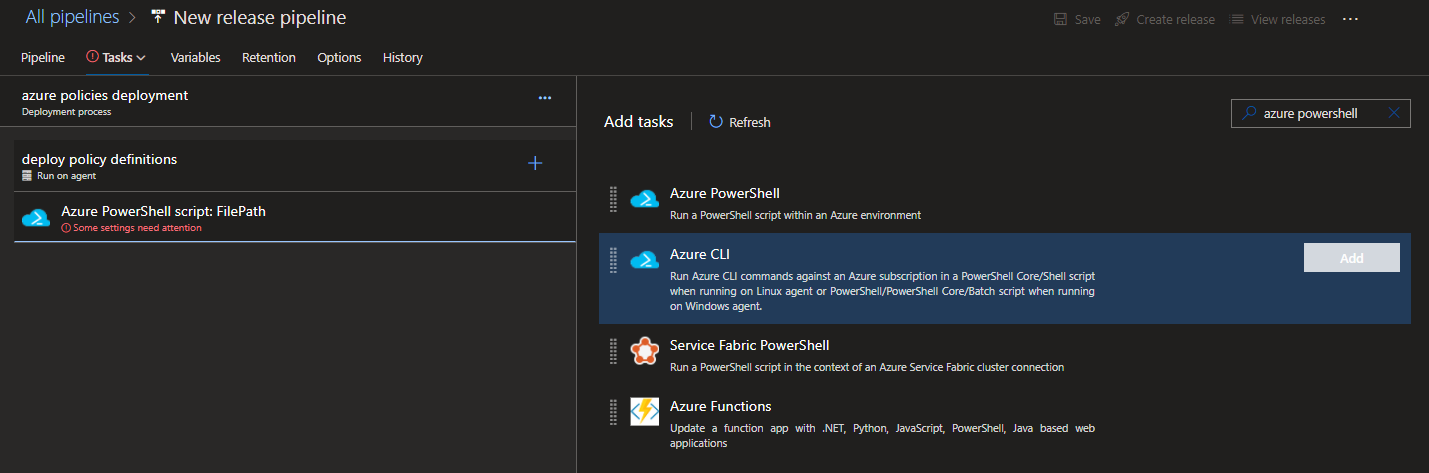 All pipelines > New release pipeline
Save Create release View releases ...
Pipeline Tasks Variables Retention Options History
azure policies deployment
Deployment process
deploy policy definitions
Run on agent
Azure PowerShell script: FilePath
Some settings need attention
Add tasks | Refresh
azure powershell
Azure PowerShell
Run a PowerShell script within an Azure environment
Azure CLI
Add
Run Azure CLI commands against an Azure subscription in a PowerShell Core/Shell script
when running on Linux agent or PowerShell/PowerShell Core/Batch script when running
on Windows agent.
Service Fabric PowerShell
Run a PowerShell script in the context of an Azure Service Fabric cluster connection
Azure Functions
Update a function app with .NET, Python, JavaScript, PowerShell, Java based web
applications